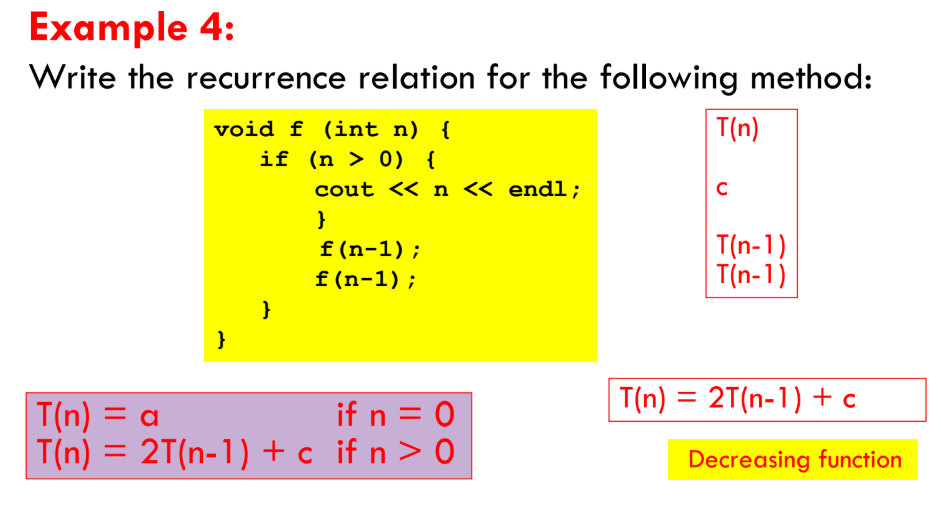 Example 4:
Write the recurrence relation for the following method:
void f (int n) {
if (n > 0) {
cout << n << endl;
}
f(n-1);
f(n-1);
}
}
T(n)
c
T(n-1)
T(n-1)
T(n) = a if n = 0
T(n) = 2T(n-1) + c if n > 0
T(n) = 2T(n-1) + c
Decreasing function